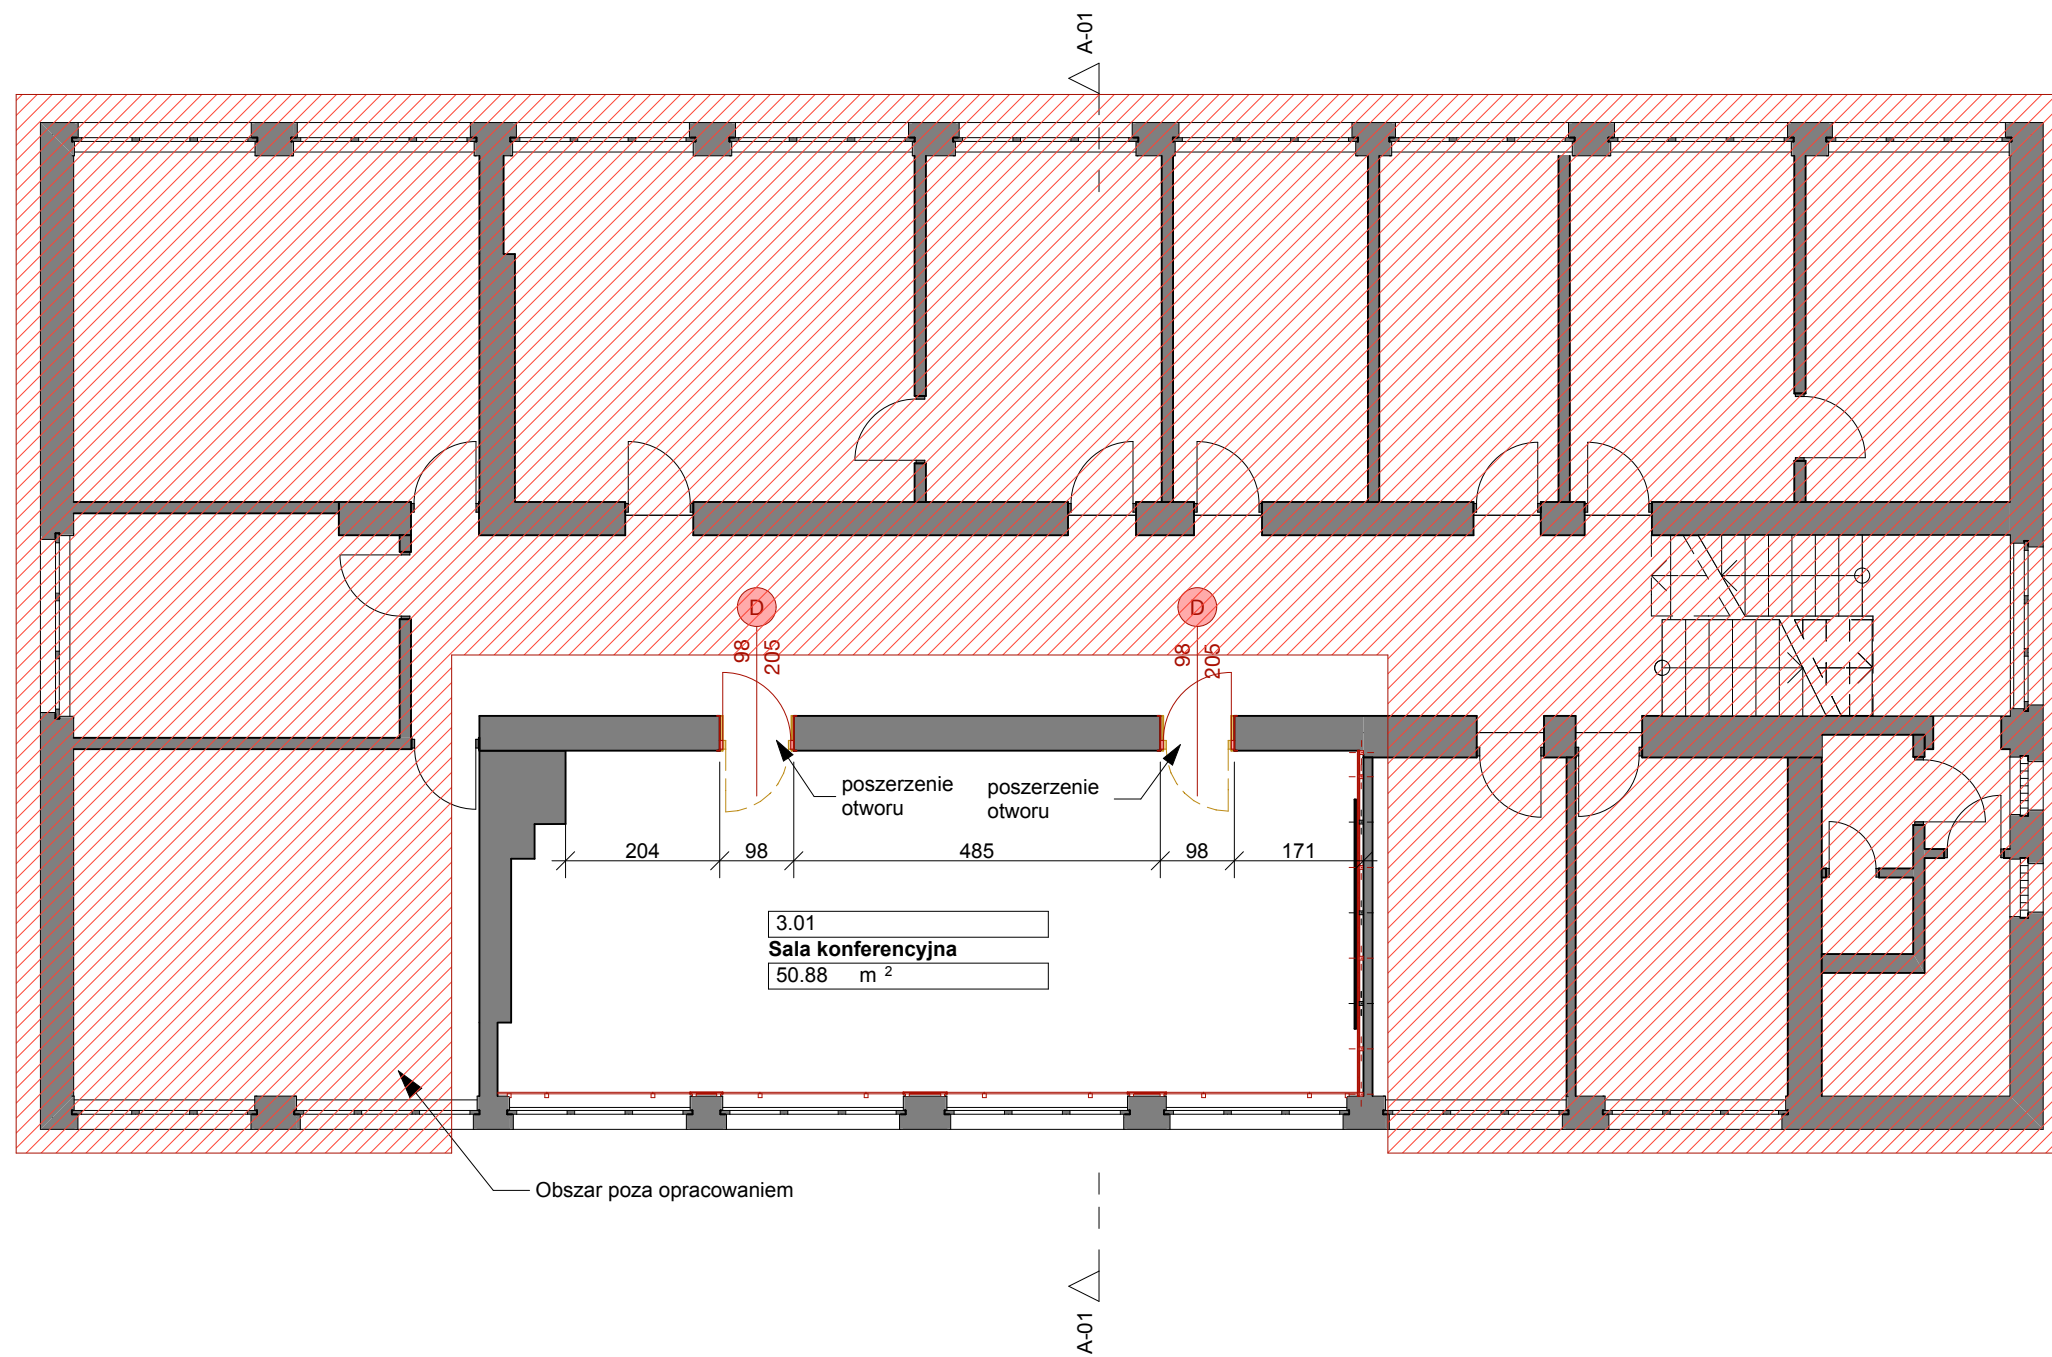 A-01
D
D
98
205
98
205
poszerzenie
otworu
poszerzenie
otworu
204
98
485
98
171
3.01
Sala konferencyjna
50.88 m 2
Obszar poza opracowaniem
A-01